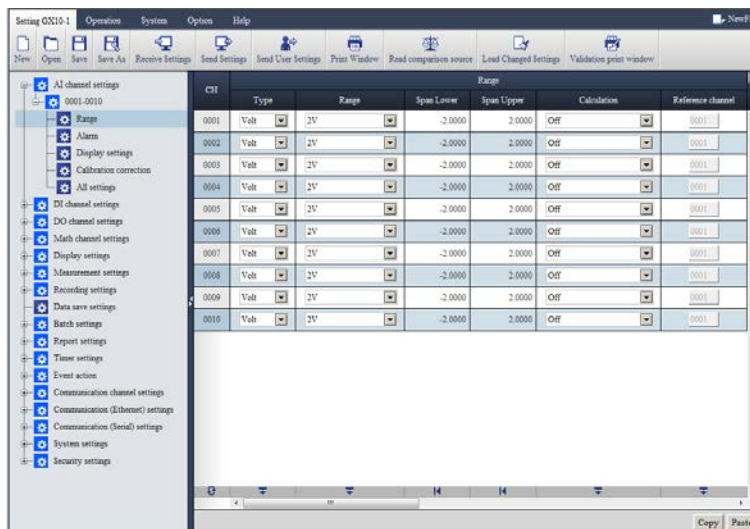 Setting GX10-1 Operation System Option Help
New Open Save Save As Receive Settings Send Settings Send User Settings Print Window Read comparison source Load Changed Settings Validation print window
AI channel settings
0001-0010
Range
Alarm
Display settings
Calibration correction
All settings
DI channel settings
DO channel settings
Math channel settings
Display settings
Measurement settings
Recording settings
Data save settings
Batch settings
Report settings
Timer settings
Event action
Communication channel settings
Communication (Ethernet) settings
Communication (Serial) settings
System settings
Security settings
CH Range
Type Range Span Lower Span Upper Calculation Reference channel
0001 Volt 2V -2.0000 2.0000 Off 0001
0002 Volt 2V -2.0000 2.0000 Off 0001
0003 Volt 2V -2.0000 2.0000 Off 0001
0004 Volt 2V -2.0000 2.0000 Off 0001
0005 Volt 2V -2.0000 2.0000 Off 0001
0006 Volt 2V -2.0000 2.0000 Off 0001
0007 Volt 2V -2.0000 2.0000 Off 0001
0008 Volt 2V -2.0000 2.0000 Off 0001
0009 Volt 2V -2.0000 2.0000 Off 0001
0010 Volt 2V -2.0000 2.0000 Off 0001
Copy